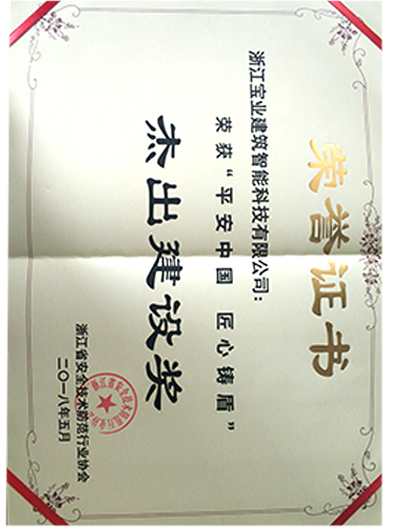 荣誉证书
浙江宝业建筑智能科技有限公司：
荣获“平安中国 匠心铸盾”
杰出建设奖
浙江省安全技术防范行业协会
二〇一八年五月